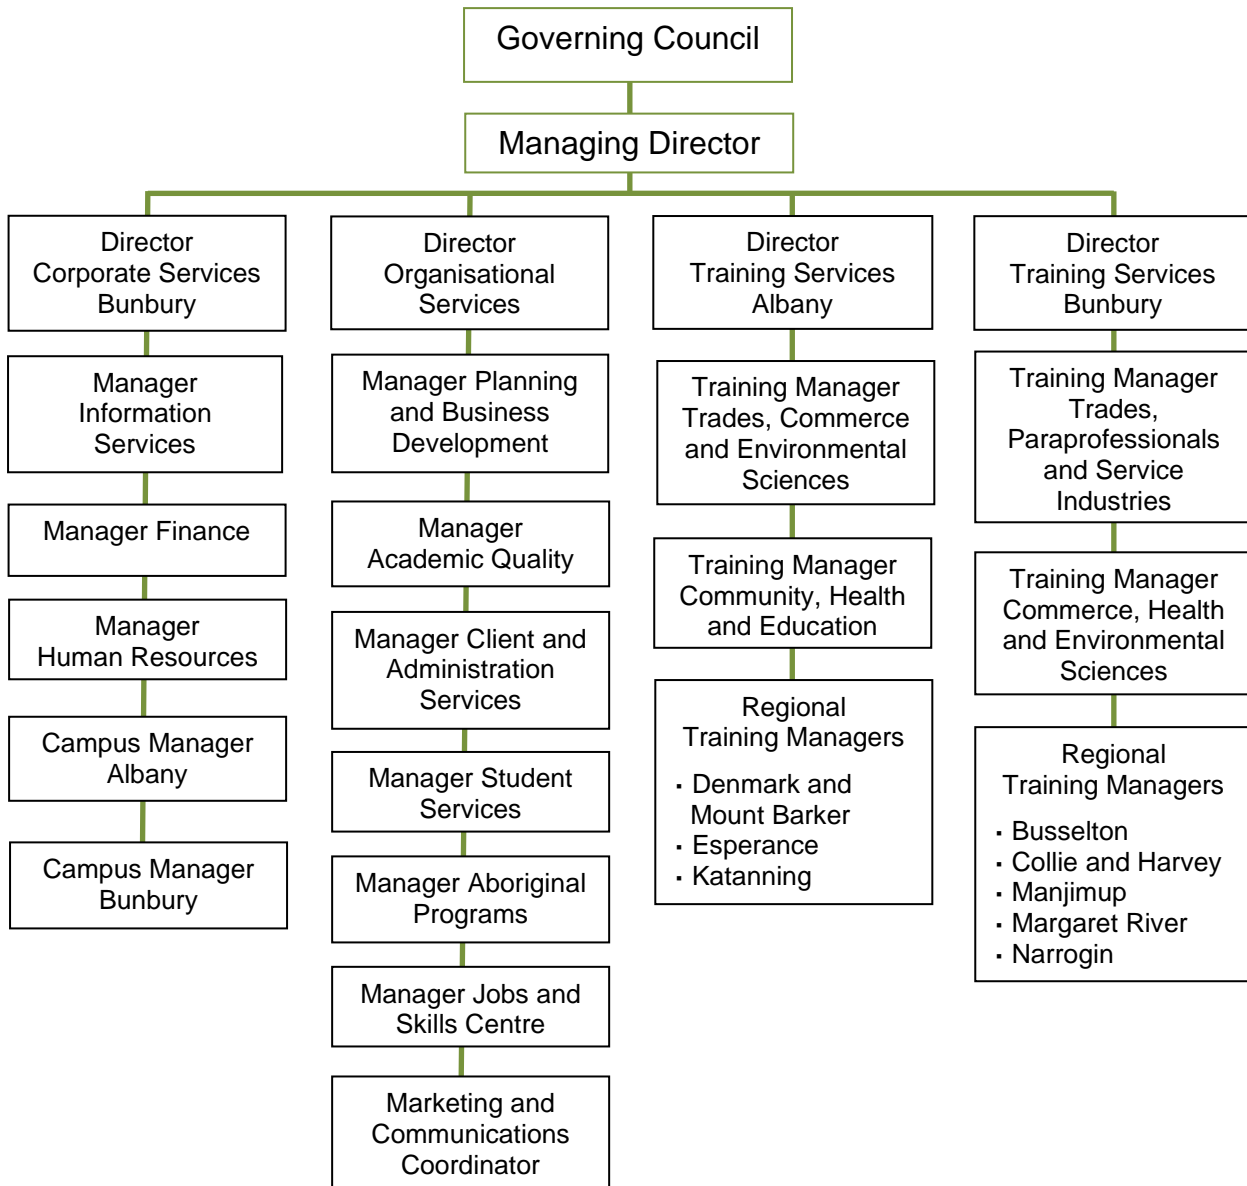 Governing Council
Managing Director
Director
Corporate Services
Bunbury
Manager
Information
Services
Manager Finance
Manager
Human Resources
Campus Manager
Albany
Campus Manager
Bunbury
Director
Organisational
Services
Manager Planning
and Business
Development
Manager
Academic Quality
Manager Client and
Administration
Services
Manager Student
Services
Manager Aboriginal
Programs
Manager Jobs and
Skills Centre
Marketing and
Communications
Coordinator
Director
Training Services
Albany
Training Manager
Trades, Commerce
and Environmental
Sciences
Training Manager
Community, Health
and Education
Regional
Training Managers
▪ Denmark and
Mount Barker
▪ Esperance
▪ Katanning
Director
Training Services
Bunbury
Training Manager
Trades,
Paraprofessionals
and Service
Industries
Training Manager
Commerce, Health
and Environmental
Sciences
Regional
Training Managers
▪ Busselton
▪ Collie and Harvey
▪ Manjimup
▪ Margaret River
▪ Narrogin